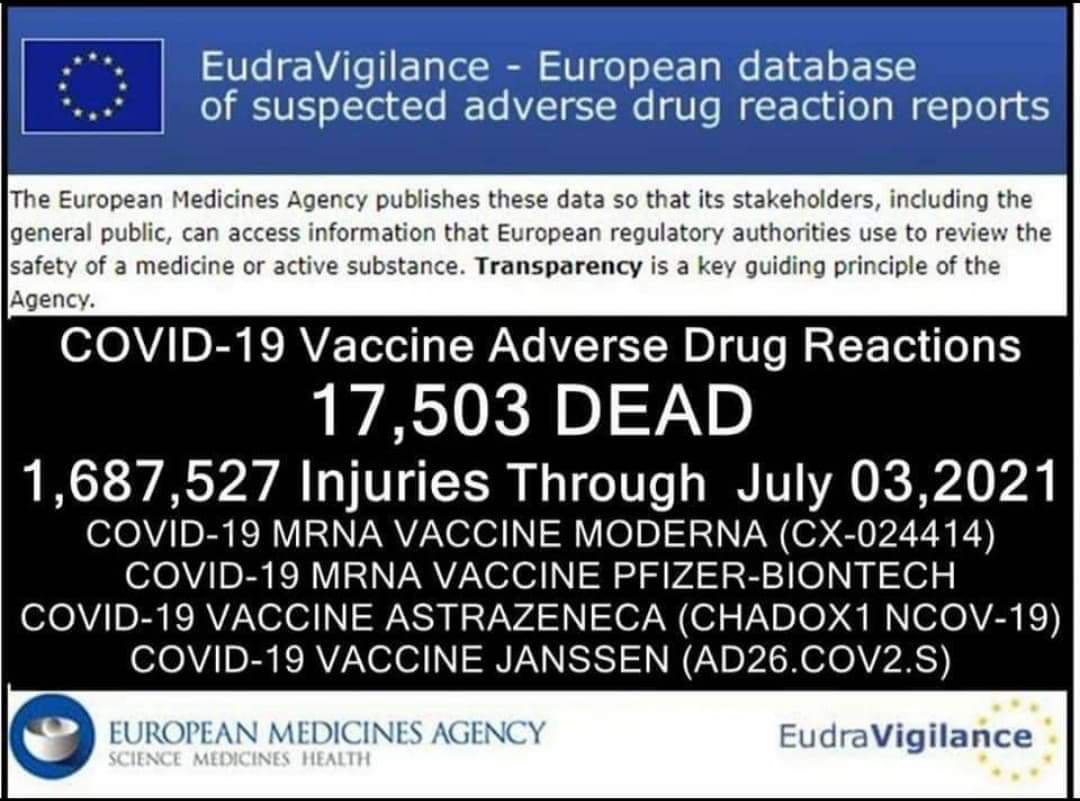 EudraVigilance - European database
of suspected adverse drug reaction reports
The European Medicines Agency publishes these data so that its stakeholders, including the
general public, can access information that European regulatory authorities use to review the
safety of a medicine or active substance. Transparency is a key guiding principle of the
Agency.
COVID-19 Vaccine Adverse Drug Reactions
17,503 DEAD
1,687,527 Injuries Through July 03,2021
COVID-19 MRNA VACCINE MODERNA (CX-024414)
COVID-19 MRNA VACCINE PFIZER-BIONTECH
COVID-19 VACCINE ASTRAZENECA (CHADOX1 NCOV-19)
COVID-19 VACCINE JANSSEN (AD26.COV2.S)
EUROPEAN MEDICINES AGENCY
SCIENCE MEDICINES HEALTH
EudraVigilance